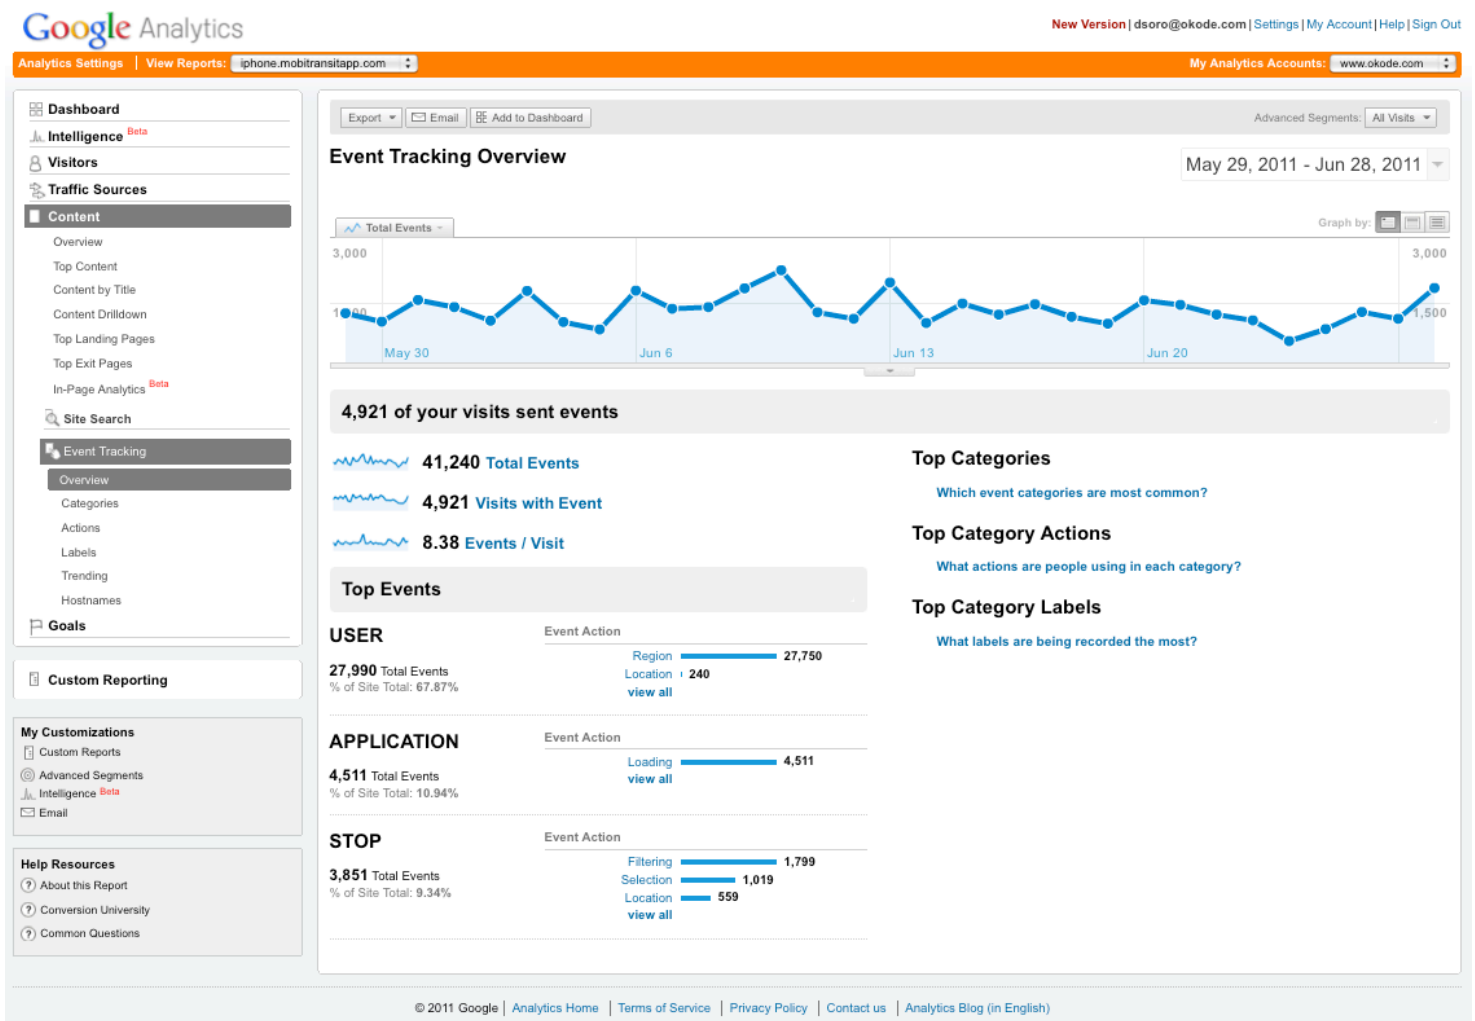 Google Analytics
New Version | dsoro@okode.com | Settings | My Account | Help | Sign Out
Analytics Settings | View Reports: iphone.mobitransitapp.com
My Analytics Accounts: www.okode.com
Dashboard
Intelligence Beta
Visitors
Traffic Sources
Content
Overview
Top Content
Content by Title
Content Drilldown
Top Landing Pages
Top Exit Pages
In-Page Analytics Beta
Site Search
Event Tracking
Overview
Categories
Actions
Labels
Trending
Hostnames
Goals
Custom Reporting
My Customizations
Custom Reports
Advanced Segments
Intelligence Beta
Email
Help Resources
? About this Report
? Conversion University
? Common Questions
Export Email Add to Dashboard
Advanced Segments: All Visits
Event Tracking Overview
May 29, 2011 - Jun 28, 2011
Total Events
Graph by:
3,000 3,000
1,500
May 30 Jun 6 Jun 13 Jun 20
4,921 of your visits sent events
41,240 Total Events
4,921 Visits with Event
8.38 Events / Visit
Top Events
USER
27,990 Total Events
% of Site Total: 67.87%
Event Action
Region 27,750
Location 240
view all
APPLICATION
4,511 Total Events
% of Site Total: 10.94%
Event Action
Loading 4,511
view all
STOP
3,851 Total Events
% of Site Total: 9.34%
Event Action
Filtering 1,799
Selection 1,019
Location 559
view all
Top Categories
Which event categories are most common?
Top Category Actions
What actions are people using in each category?
Top Category Labels
What labels are being recorded the most?
© 2011 Google | Analytics Home | Terms of Service | Privacy Policy | Contact us | Analytics Blog (in English)